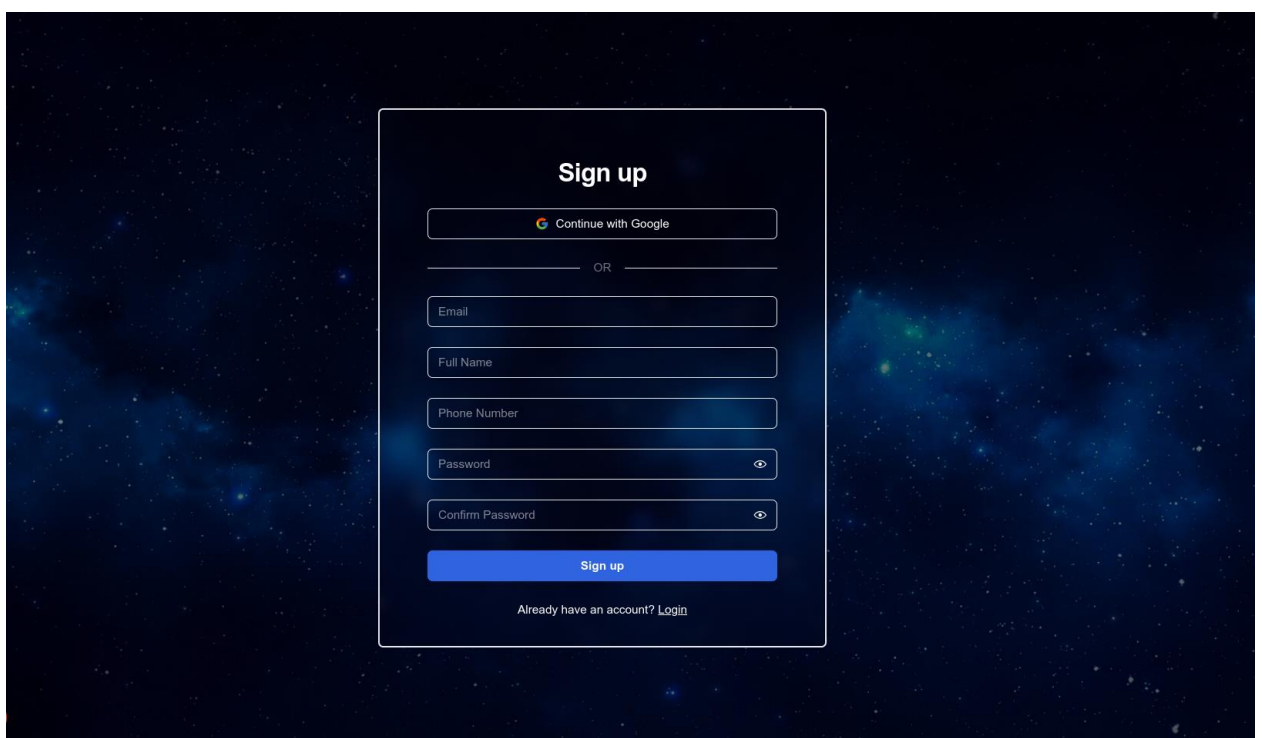 Sign up
Continue with Google
OR
Email
Full Name
Phone Number
Password
Confirm Password
Sign up
Already have an account? Login